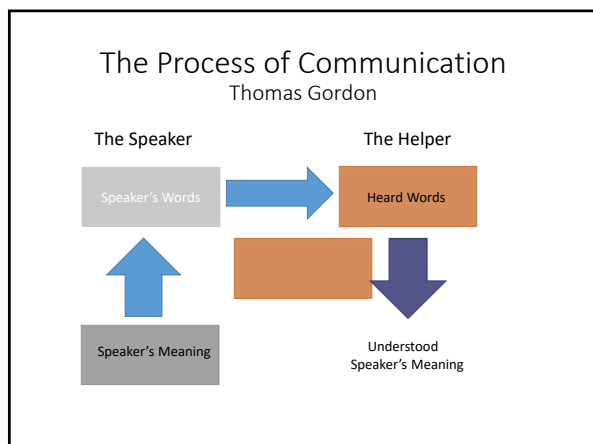 The Process of Communication
Thomas Gordon
The Speaker
The Helper
Speaker's Words
Heard Words
Speaker's Meaning
Understood
Speaker's Meaning